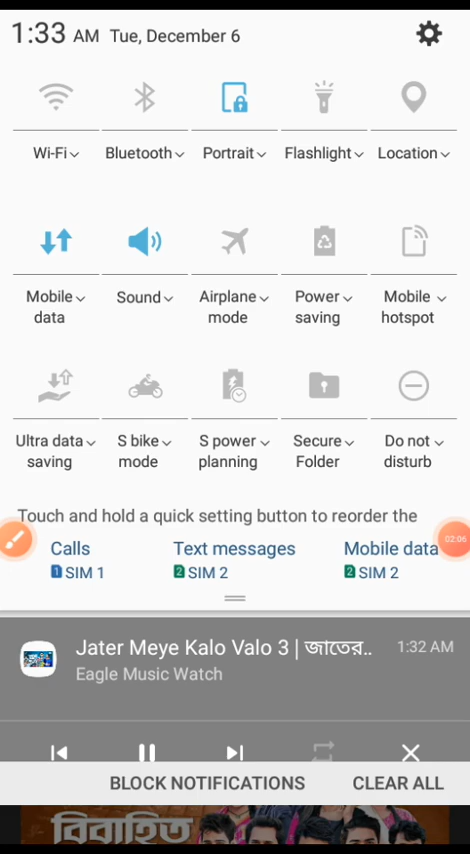 1:33 AM Tue, December 6
Wi-Fi Bluetooth Portrait Flashlight Location
Mobile data Sound Airplane mode Power saving Mobile hotspot
Ultra data saving S bike mode S power planning Secure Folder Do not disturb
Touch and hold a quick setting button to reorder the
Calls Text messages Mobile data
1 SIM 1 2 SIM 2 2 SIM 2
02:06
Jater Meye Kalo Valo 3 | জাতের.. 1:32 AM
Eagle Music Watch
BLOCK NOTIFICATIONS CLEAR ALL
বিবাহিত